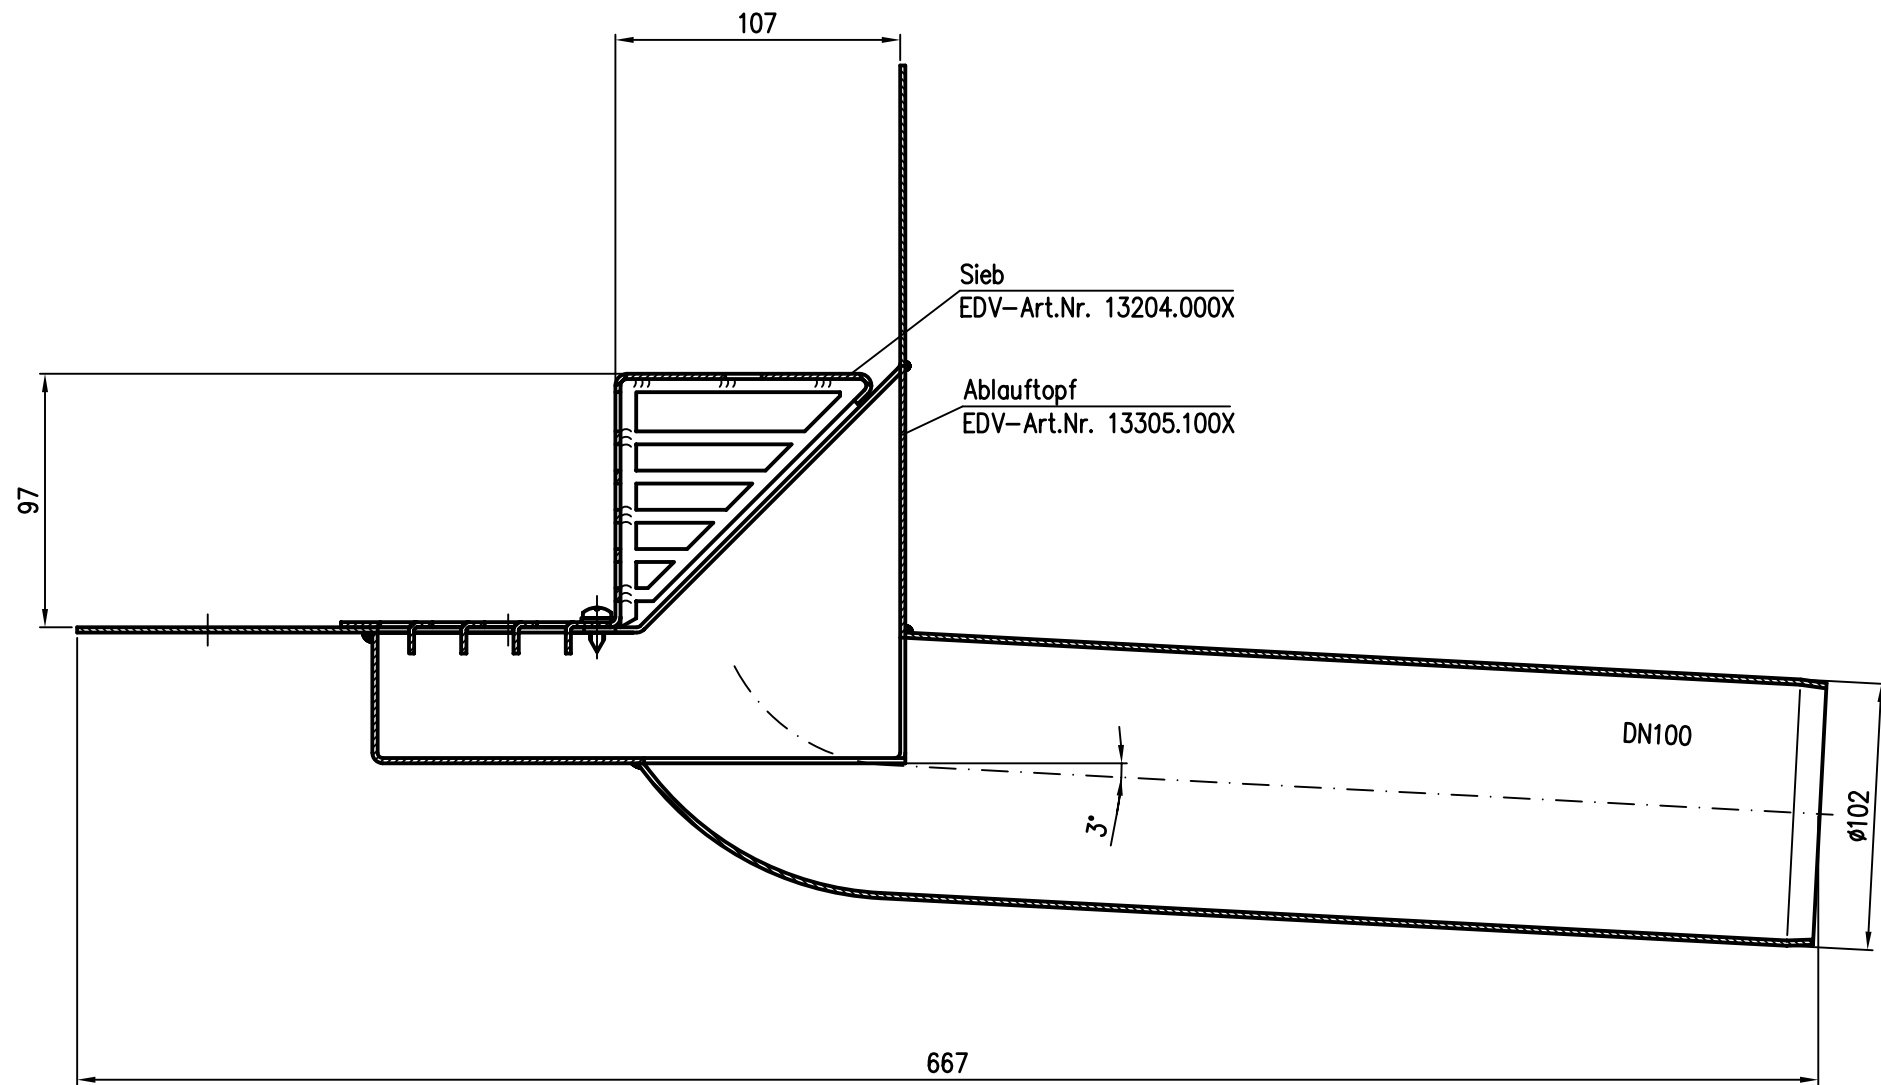 107
Sieb
EDV-Art.Nr. 13204.000X
Ablauftopf
EDV-Art.Nr. 13305.100X
97
DN100
3°
ø102
667